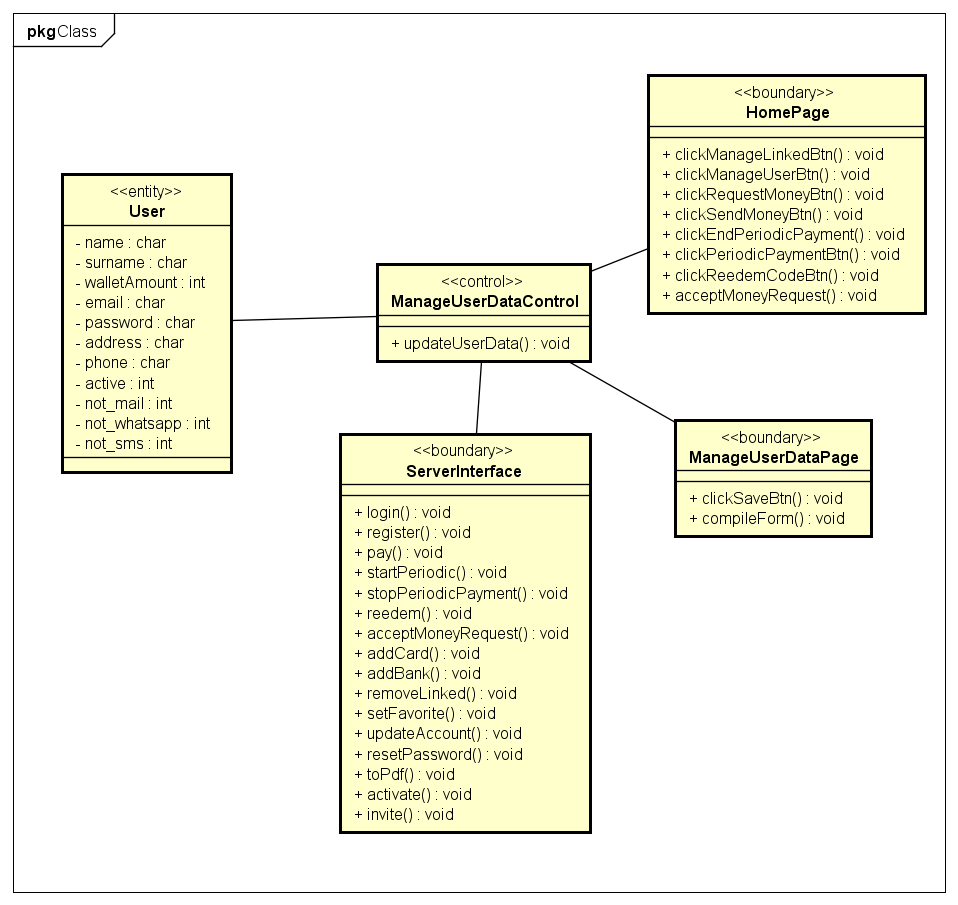 pkg Class
<<boundary>>
HomePage
+ clickManageLinkedBtn() : void
+ clickManageUserBtn() : void
+ clickRequestMoneyBtn() : void
+ clickSendMoneyBtn() : void
+ clickEndPeriodicPayment() : void
+ clickPeriodicPaymentBtn() : void
+ clickReedemCodeBtn() : void
+ acceptMoneyRequest() : void
<<entity>>
User
- name : char
- surname : char
- walletAmount : int
- email : char
- password : char
- address : char
- phone : char
- active : int
- not_mail : int
- not_whatsapp : int
- not_sms : int
<<control>>
ManageUserDataControl
+ updateUserData() : void
<<boundary>>
ManageUserDataPage
+ clickSaveBtn() : void
+ compileForm() : void
<<boundary>>
ServerInterface
+ login() : void
+ register() : void
+ pay() : void
+ startPeriodic() : void
+ stopPeriodicPayment() : void
+ reedem() : void
+ acceptMoneyRequest() : void
+ addCard() : void
+ addBank() : void
+ removeLinked() : void
+ setFavorite() : void
+ updateAccount() : void
+ resetPassword() : void
+ toPdf() : void
+ activate() : void
+ invite() : void